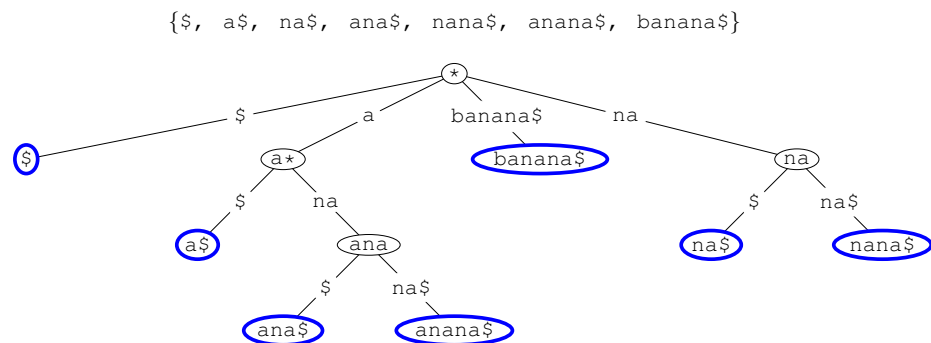 {$, a$, na$, ana$, nana$, anana$, banana$}
*
$ a banana$ na
$ a* banana$ na
$ na $ na$
a$ ana na$ nana$
$ na$
ana$ anana$